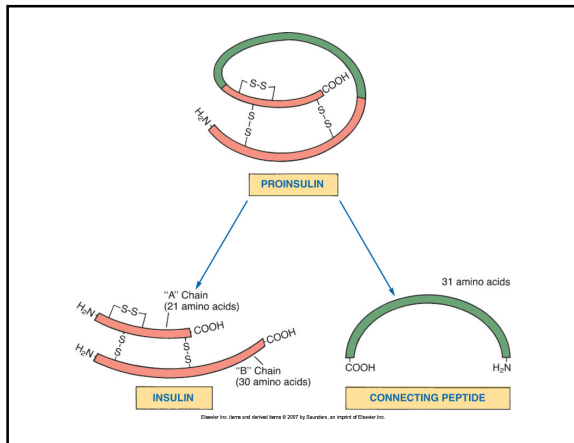 S-S
COOH
H₂N
S
S
S
S
PROINSULIN
31 amino acids
"A" Chain
(21 amino acids)
H₂N
S-S
COOH
COOH
S
S
S
S
H₂N
"B" Chain
(30 amino acids)
COOH
H₂N
INSULIN
CONNECTING PEPTIDE
Elsevier Inc. items and derived items © 2007 by Saunders, an imprint of Elsevier Inc.